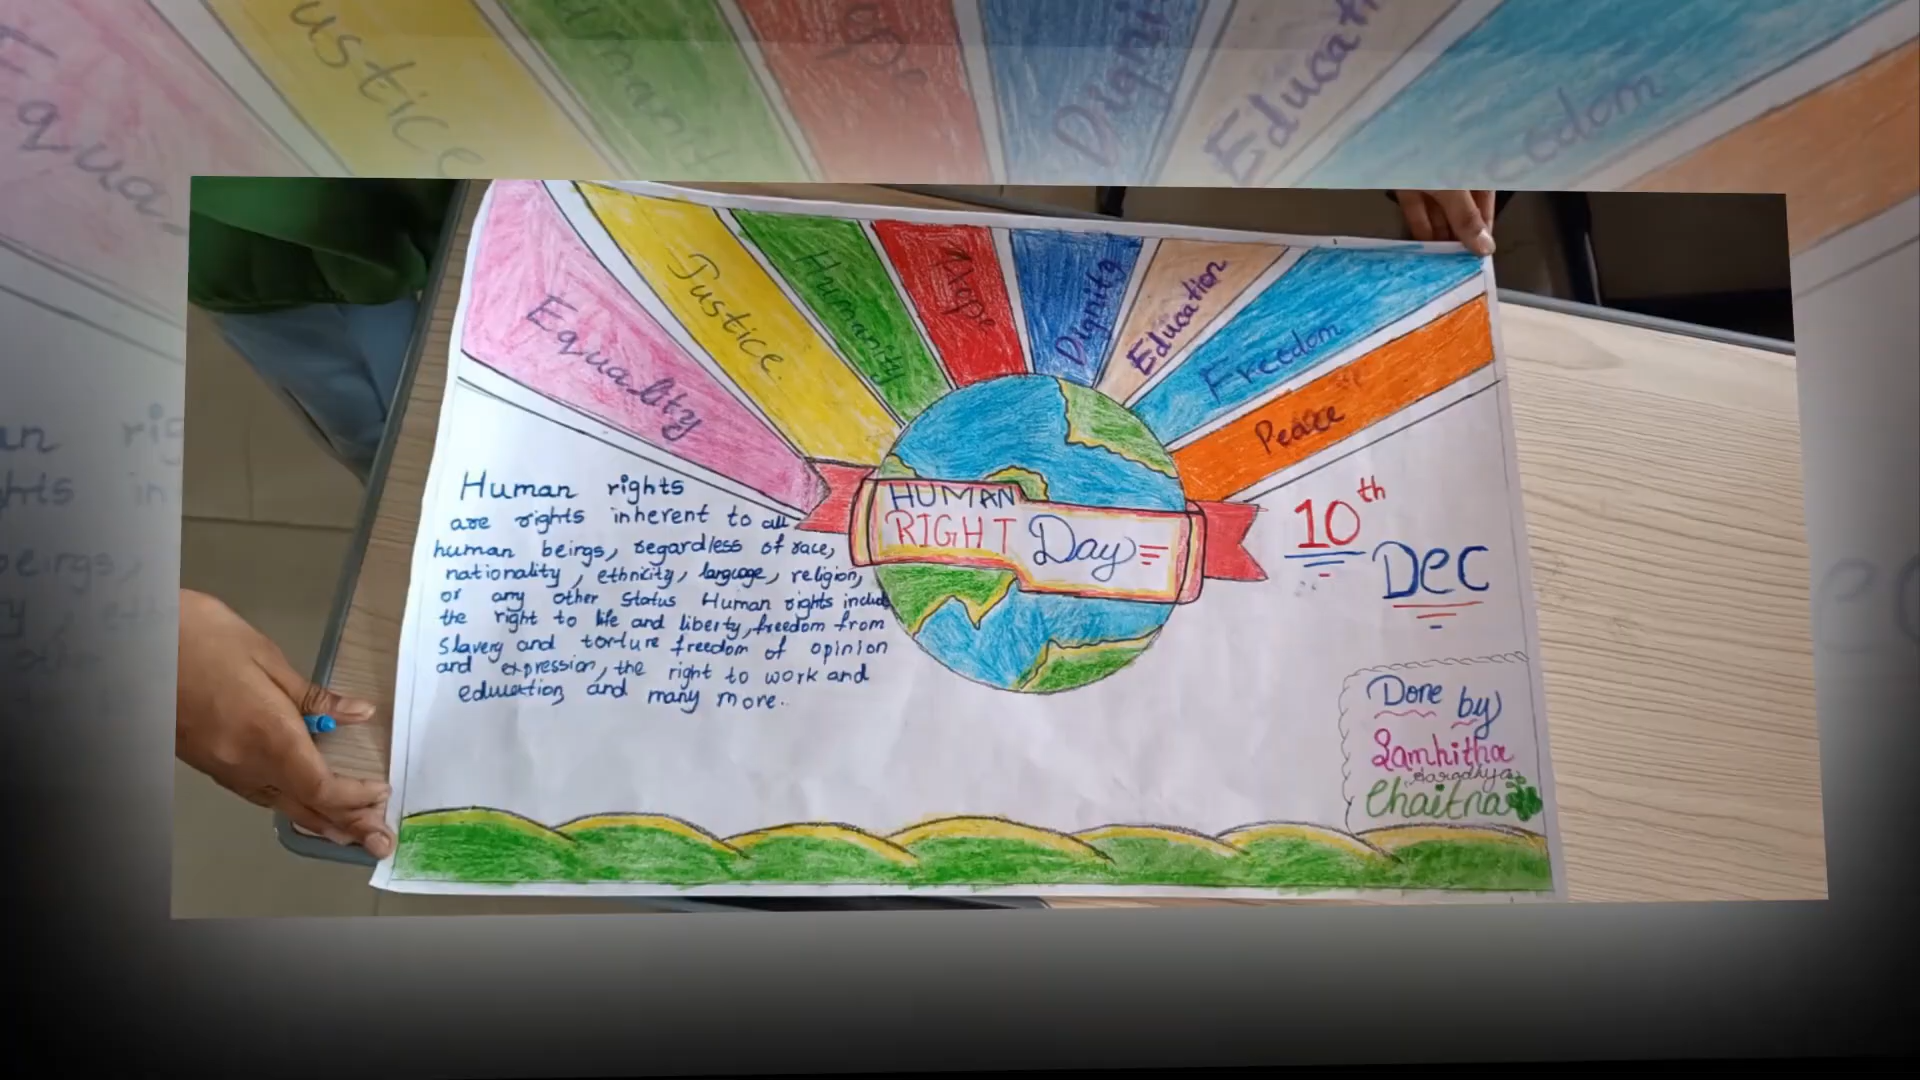 Equality
Justice.
Humanity
Hope
Dignity
Education
Freedom
Peace
HUMAN
RIGHT Day
10th
Dec
Human rights
are rights inherent to all
human beings, regardless of race,
nationality, ethnicity, language, religion,
or any other status Human rights include
the right to life and liberty, freedom from
Slavery and torture freedom of opinion
and expression, the right to work and
education, and many more..
Done by
Samhitha
Aaradhya
Chaitna